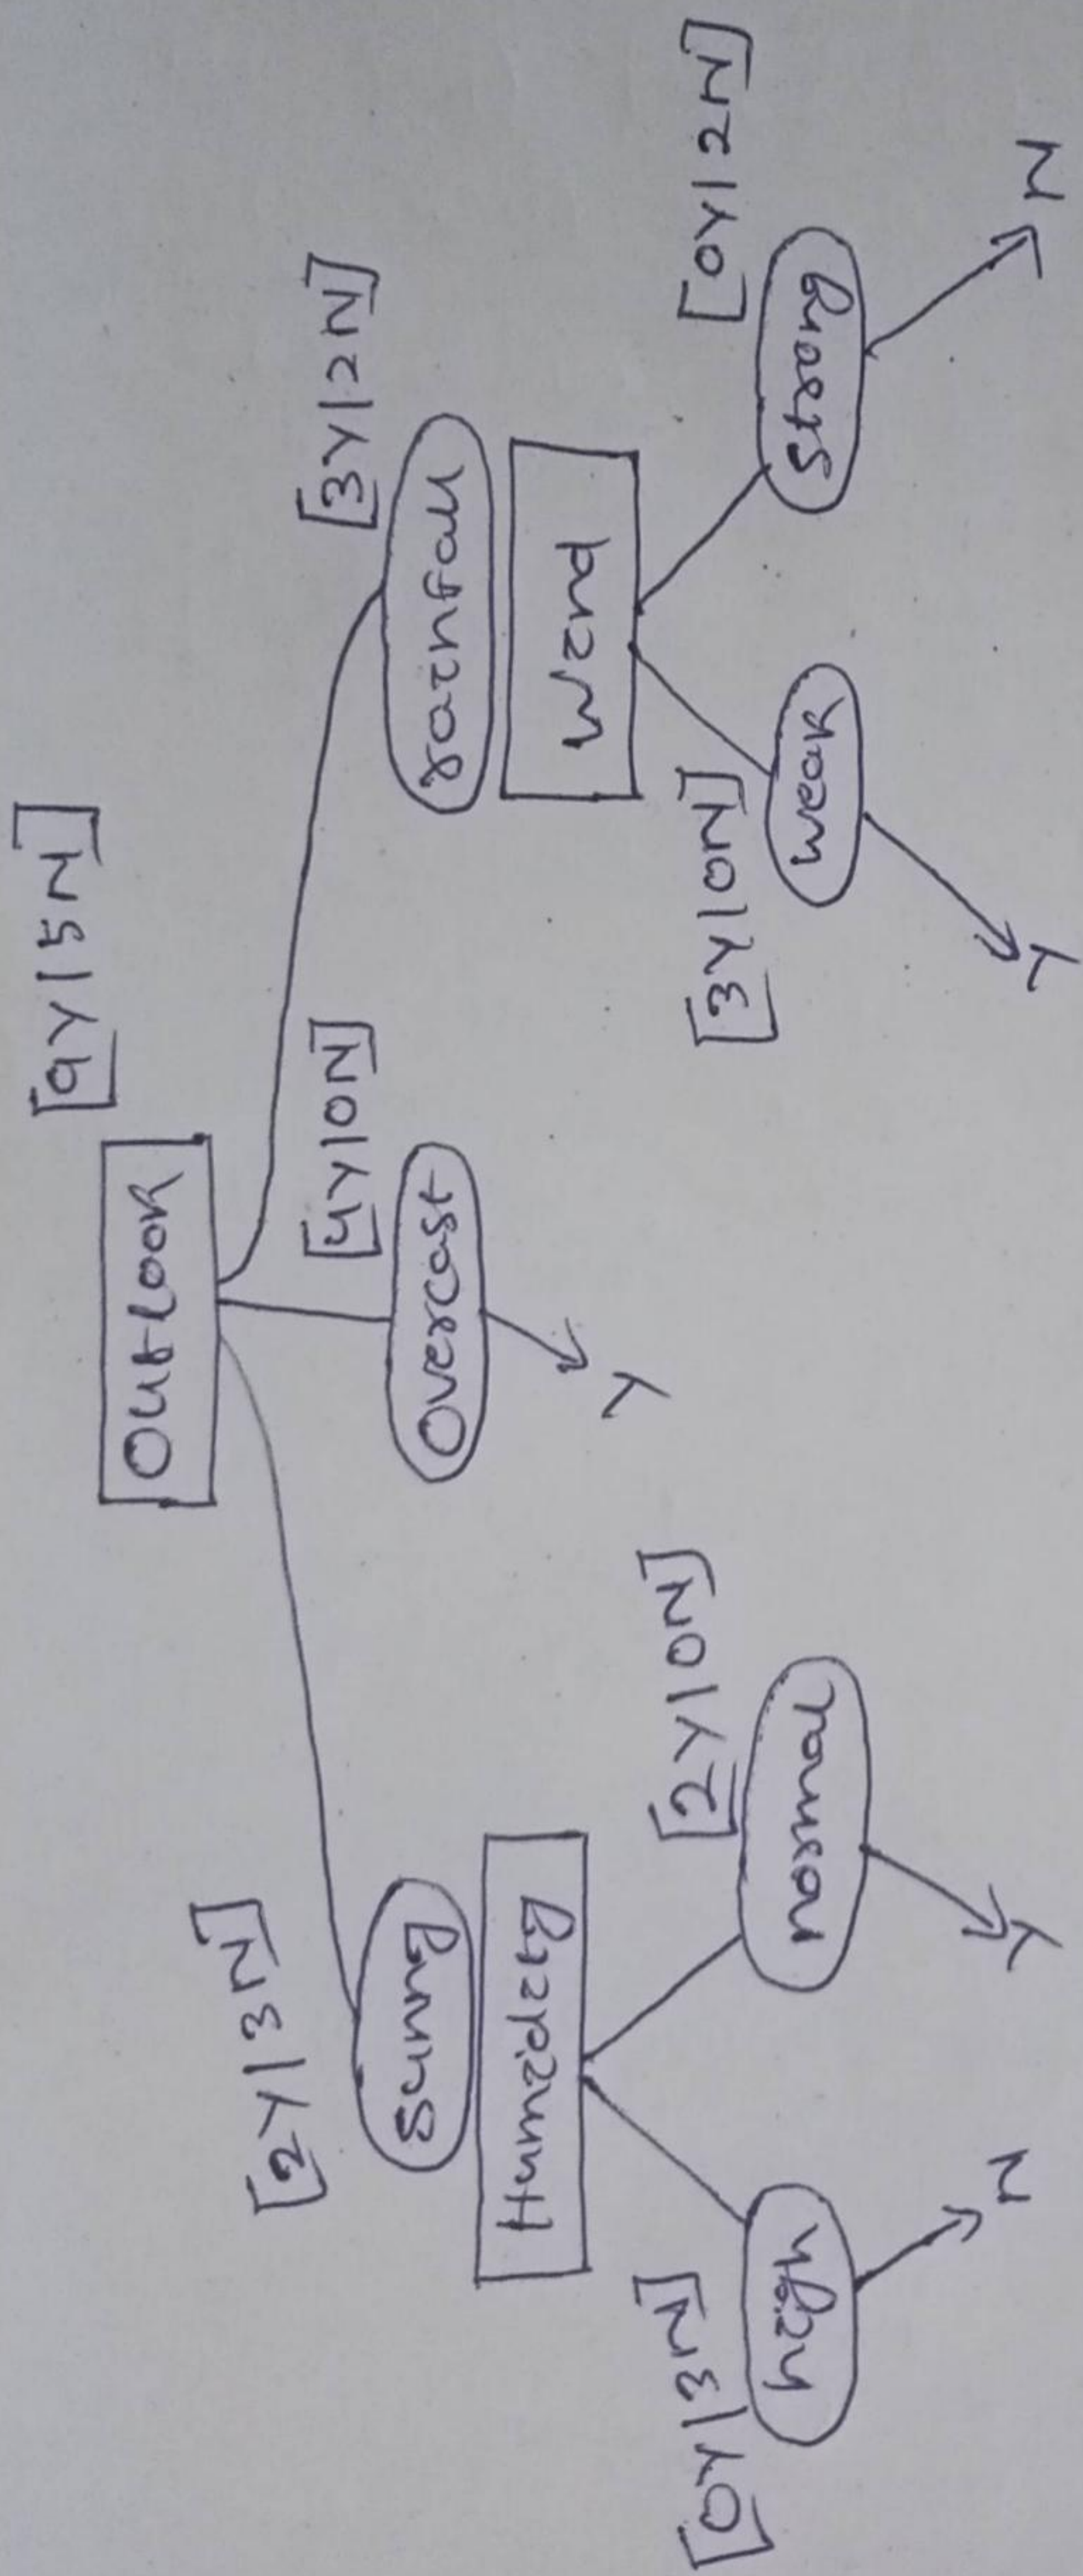 [9Y|5N]
Outlook
[2Y|3N] [4Y|0N] [3Y|2N]
Sunny Overcast rainfall
Humidity Wind
Y
[0Y|3N] [2Y|0N] [3Y|0N] [0Y|2N]
high normal weak Strong
N Y Y N